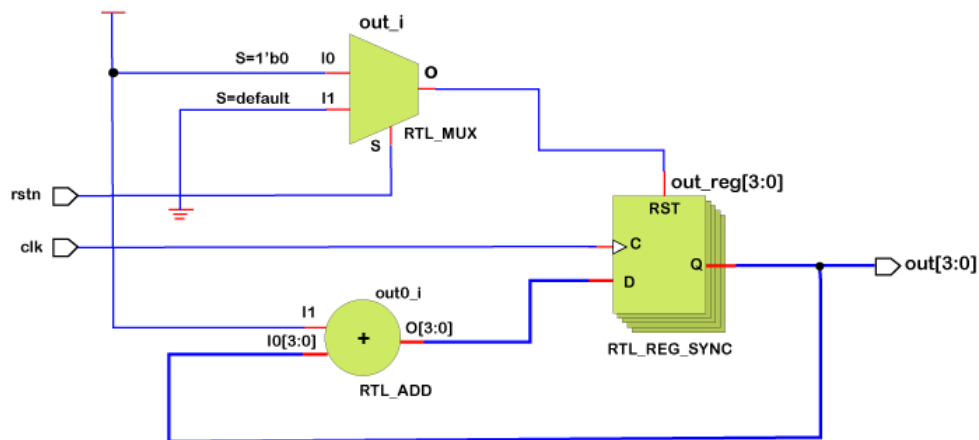 out_i
S=1'b0
I0
O
S=default
I1
S
RTL_MUX
rstn
out_reg[3:0]
RST
clk
C
Q
out[3:0]
D
out0_i
I1
O[3:0]
I0[3:0]
+
RTL_REG_SYNC
RTL_ADD